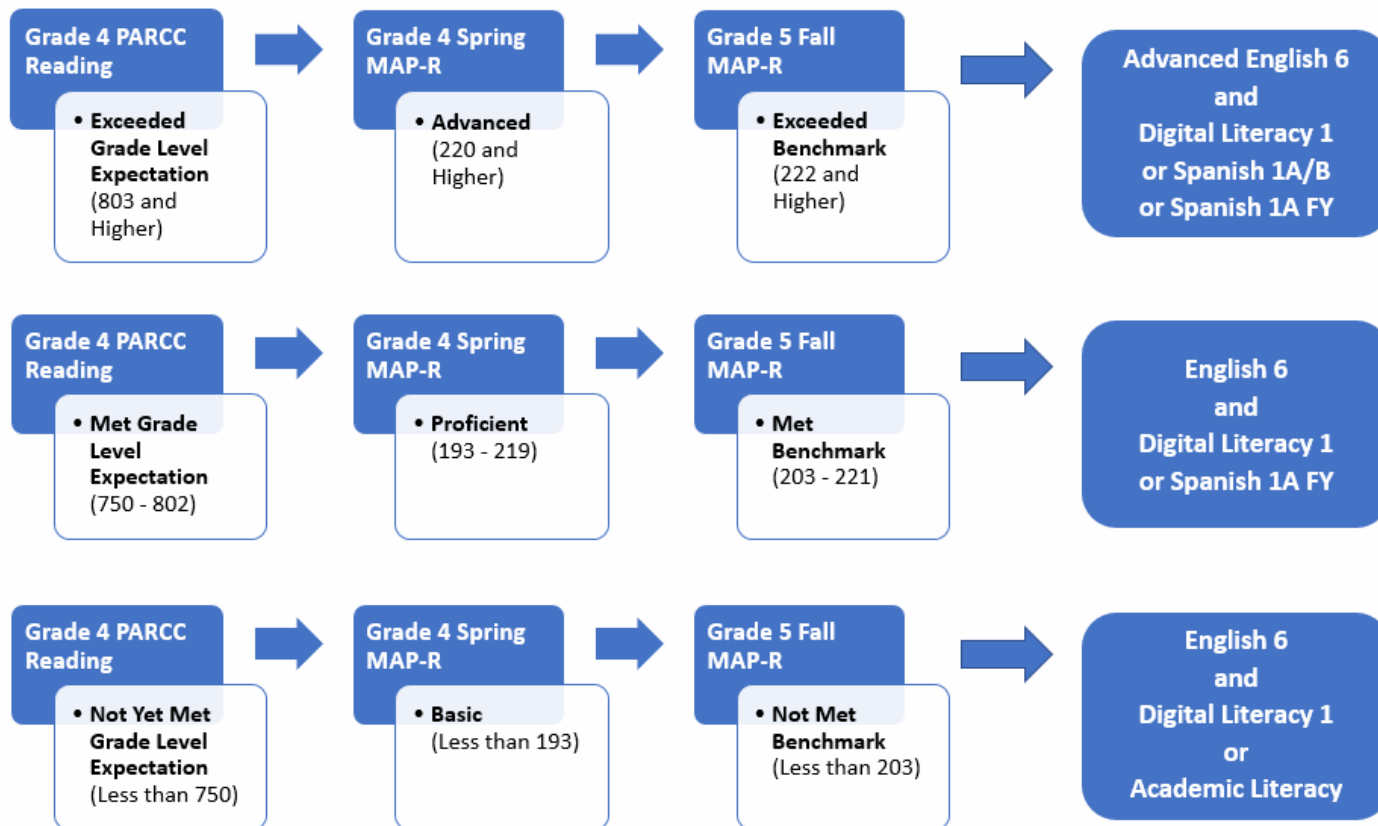 Grade 4 PARCC
Reading
• Exceeded
Grade Level
Expectation
(803 and
Higher)
Grade 4 Spring
MAP-R
• Advanced
(220 and
Higher)
Grade 5 Fall
MAP-R
• Exceeded
Benchmark
(222 and
Higher)
Advanced English 6
and
Digital Literacy 1
or Spanish 1A/B
or Spanish 1A FY
Grade 4 PARCC
Reading
• Met Grade
Level
Expectation
(750 - 802)
Grade 4 Spring
MAP-R
• Proficient
(193 - 219)
Grade 5 Fall
MAP-R
• Met
Benchmark
(203 - 221)
English 6
and
Digital Literacy 1
or Spanish 1A FY
Grade 4 PARCC
Reading
• Not Yet Met
Grade Level
Expectation
(Less than 750)
Grade 4 Spring
MAP-R
• Basic
(Less than 193)
Grade 5 Fall
MAP-R
• Not Met
Benchmark
(Less than 203)
English 6
and
Digital Literacy 1
or
Academic Literacy